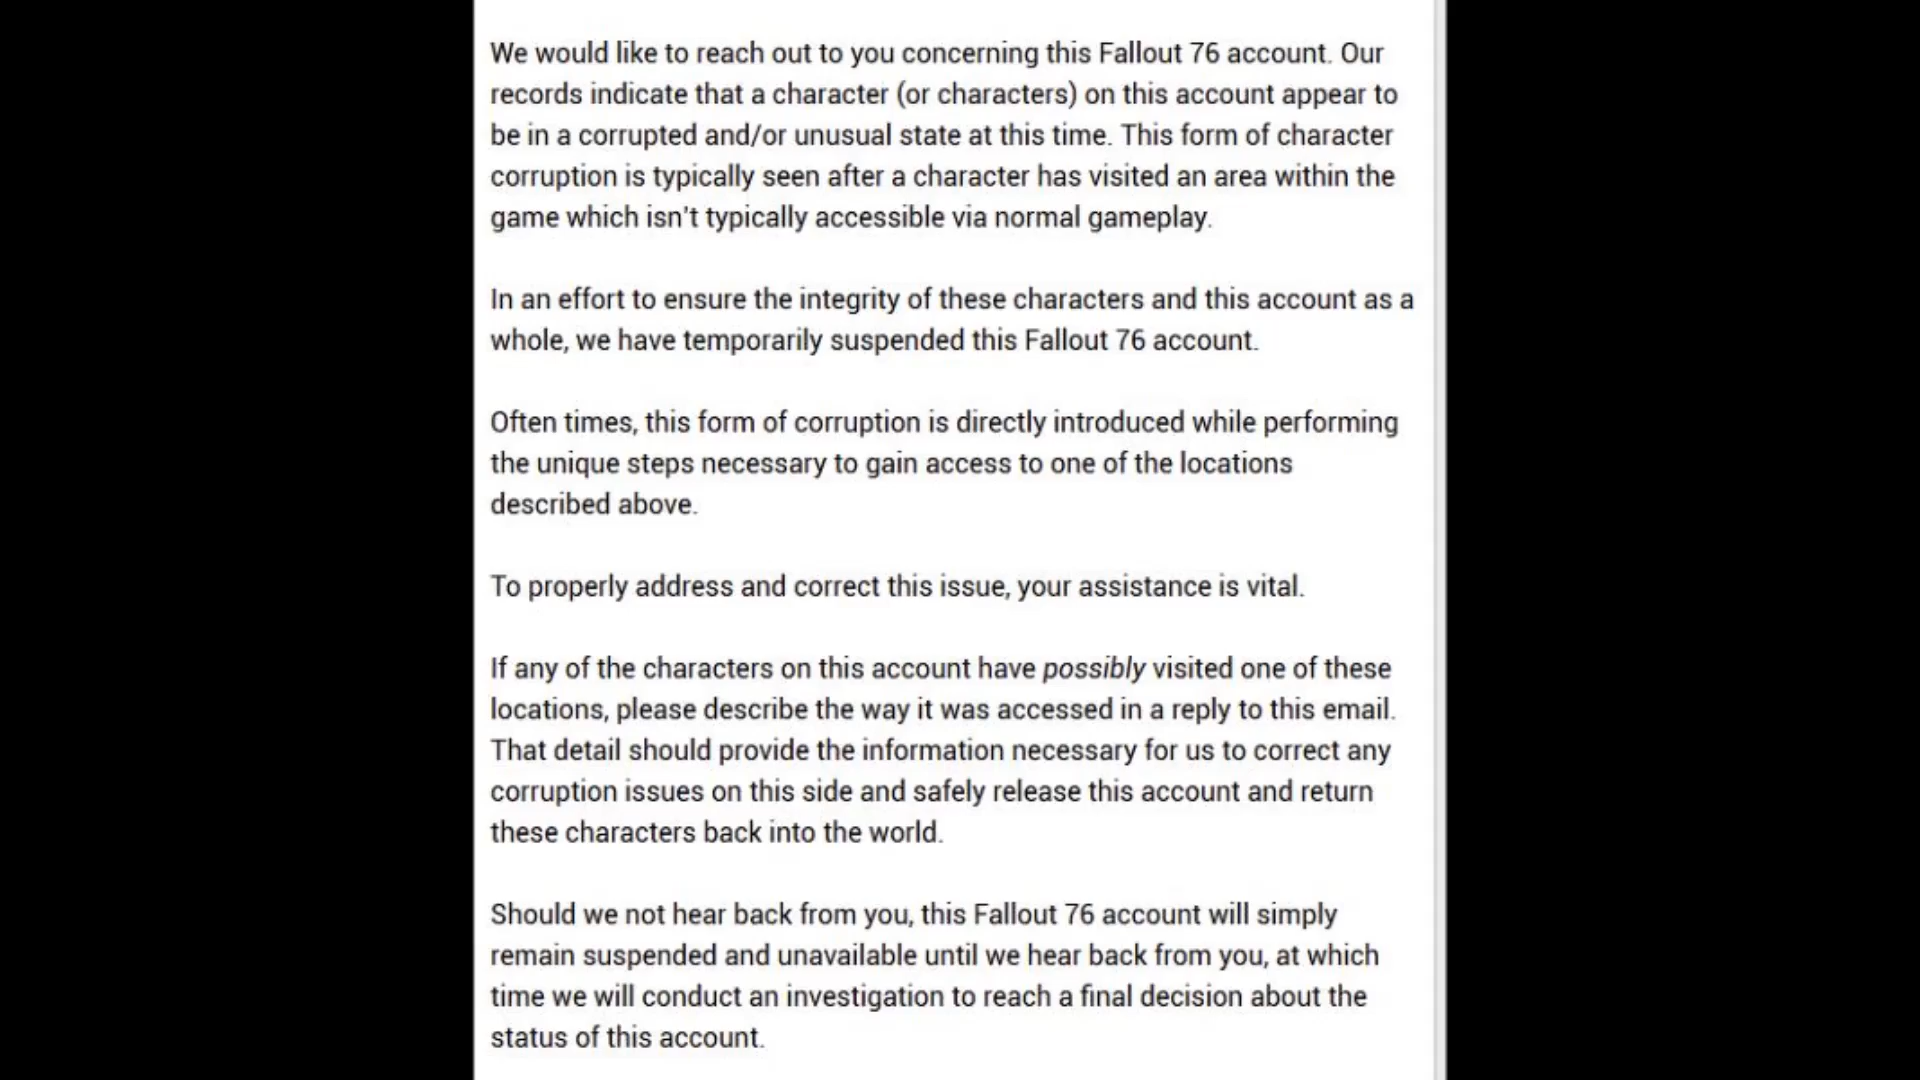 We would like to reach out to you concerning this Fallout 76 account. Our
records indicate that a character (or characters) on this account appear to
be in a corrupted and/or unusual state at this time. This form of character
corruption is typically seen after a character has visited an area within the
game which isn't typically accessible via normal gameplay.
In an effort to ensure the integrity of these characters and this account as a
whole, we have temporarily suspended this Fallout 76 account.
Often times, this form of corruption is directly introduced while performing
the unique steps necessary to gain access to one of the locations
described above.
To properly address and correct this issue, your assistance is vital.
If any of the characters on this account have possibly visited one of these
locations, please describe the way it was accessed in a reply to this email.
That detail should provide the information necessary for us to correct any
corruption issues on this side and safely release this account and return
these characters back into the world.
Should we not hear back from you, this Fallout 76 account will simply
remain suspended and unavailable until we hear back from you, at which
time we will conduct an investigation to reach a final decision about the
status of this account.